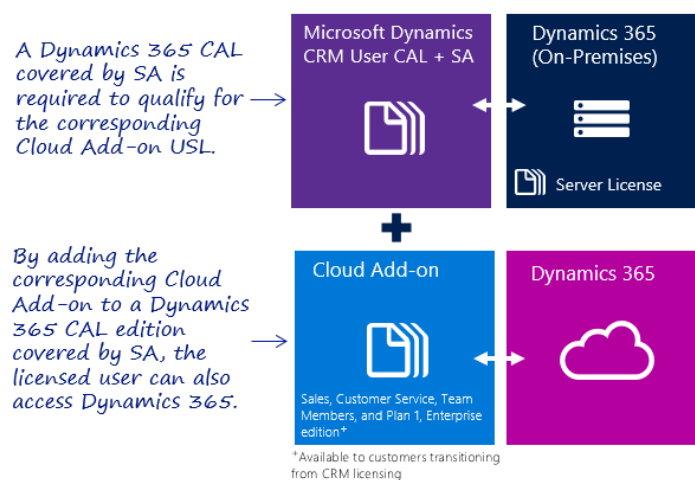 A Dynamics 365 CAL
covered by SA is
required to qualify for
the corresponding
Cloud Add-on USL.
Microsoft Dynamics
CRM User CAL + SA
Dynamics 365
(On-Premises)
Server License
By adding the
corresponding Cloud
Add-on to a Dynamics
365 CAL edition
covered by SA, the
licensed user can also
access Dynamics 365.
Cloud Add-on
Sales, Customer Service, Team
Members, and Plan 1, Enterprise
edition+
Dynamics 365
+Available to customers transitioning
from CRM licensing